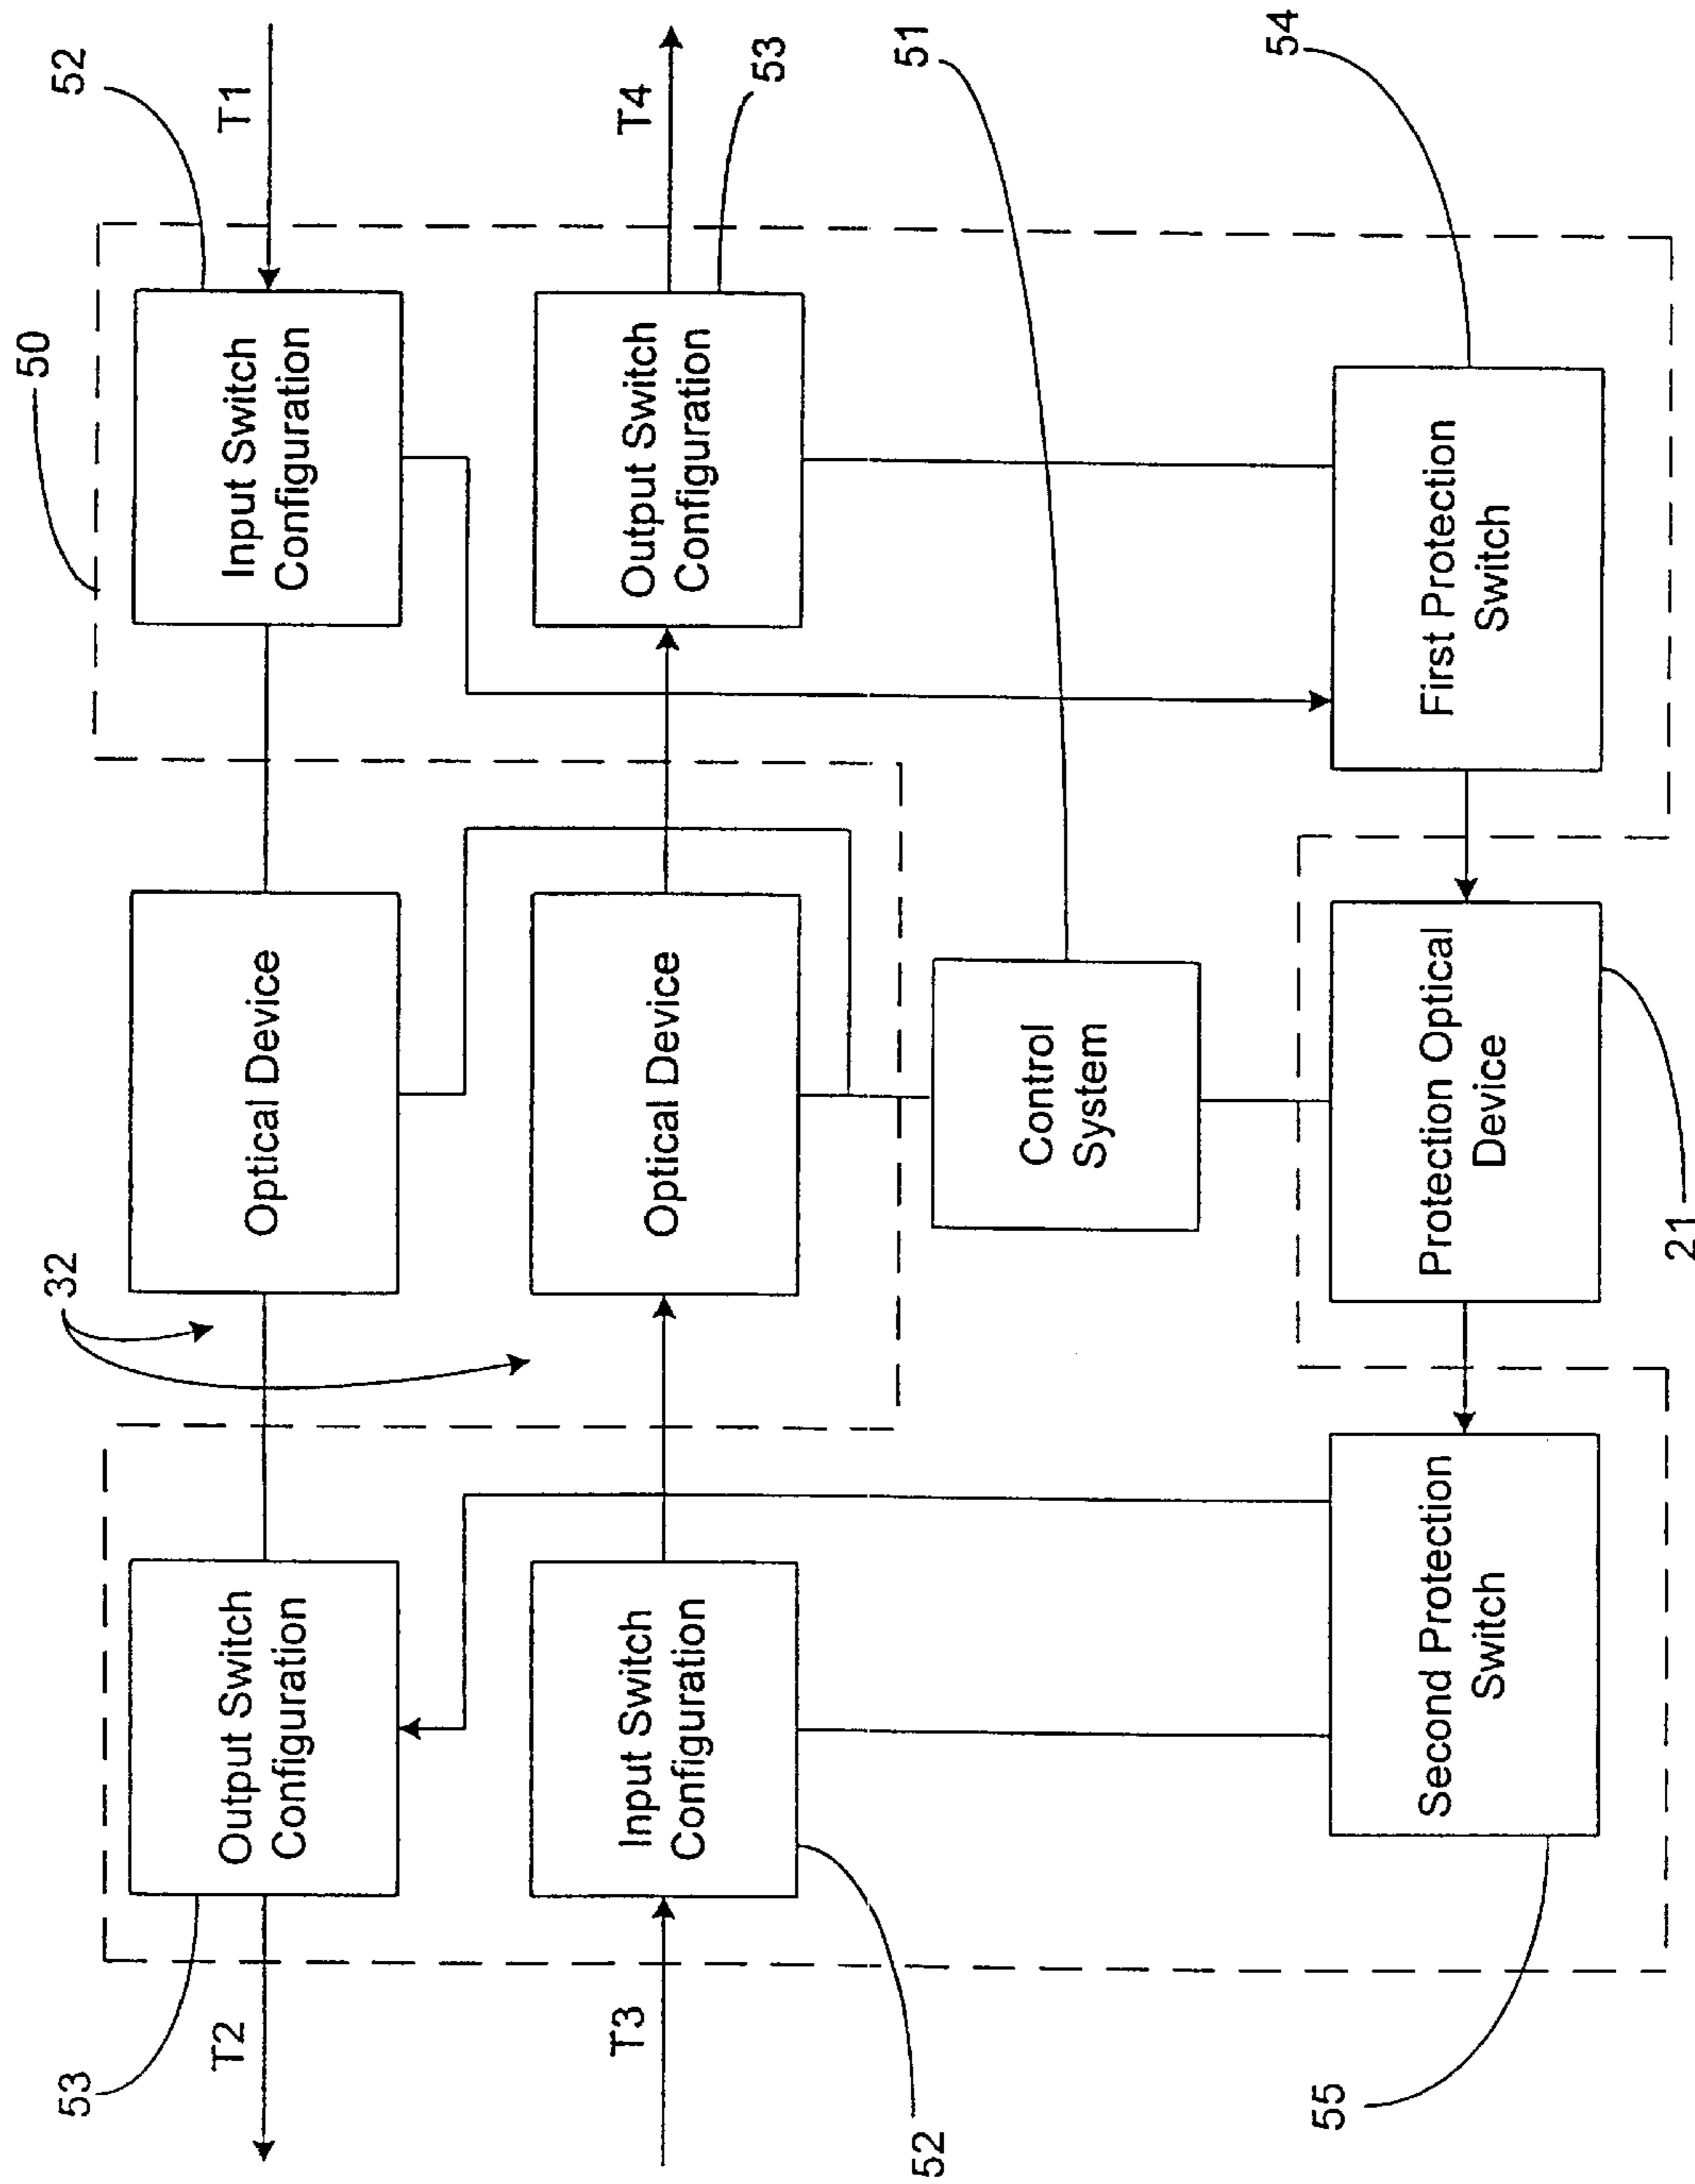 52
T1
50
Input Switch
Configuration
T4
53
Output Switch
Configuration
51
54
First Protection
Switch
Optical Device
Optical Device
32
Control
System
Protection Optical
Device
21
Output Switch
Configuration
Input Switch
Configuration
Second Protection
Switch
53
T2
T3
52
55